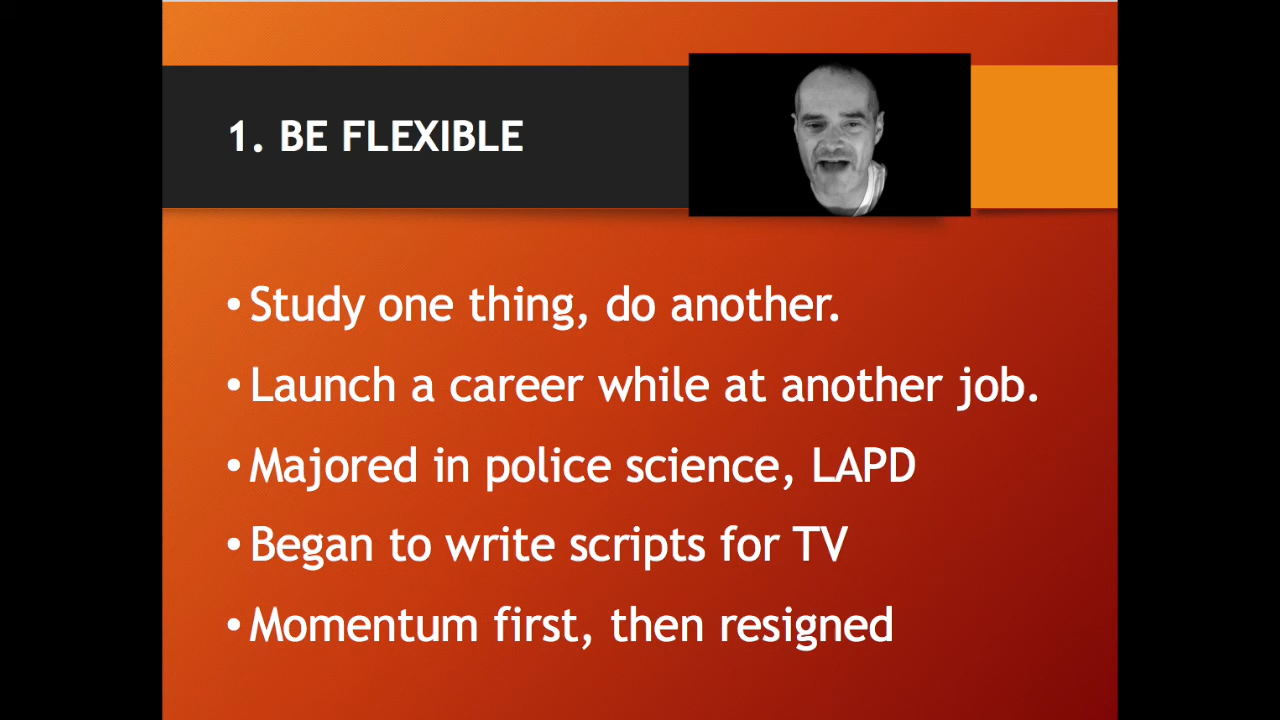 1. BE FLEXIBLE
• Study one thing, do another.
• Launch a career while at another job.
• Majored in police science, LAPD
• Began to write scripts for TV
• Momentum first, then resigned